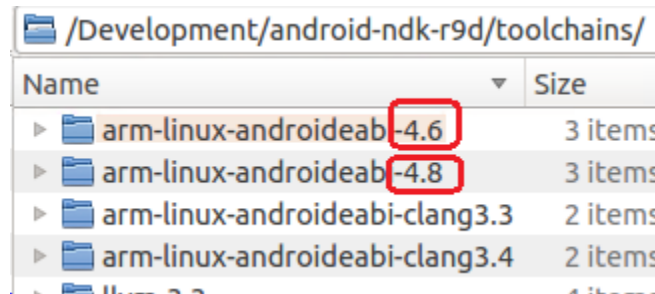 /Development/android-ndk-r9d/toolchains/
Name Size
arm-linux-androideabi-4.6 3 items
arm-linux-androideabi-4.8 3 items
arm-linux-androideabi-clang3.3 2 items
arm-linux-androideabi-clang3.4 2 items